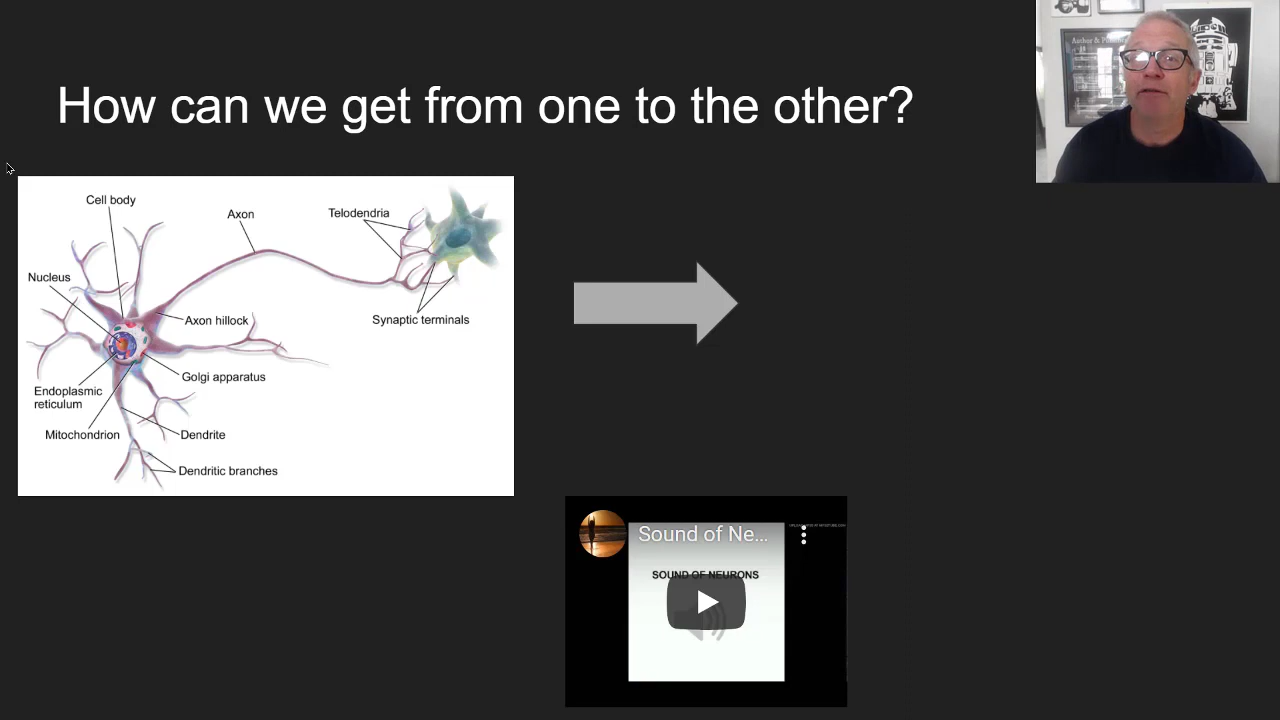 How can we get from one to the other?
Cell body
Axon
Telodendria
Nucleus
Axon hillock
Synaptic terminals
Golgi apparatus
Endoplasmic
reticulum
Mitochondrion
Dendrite
Dendritic branches
Sound of Ne...
SOUND OF NEURONS